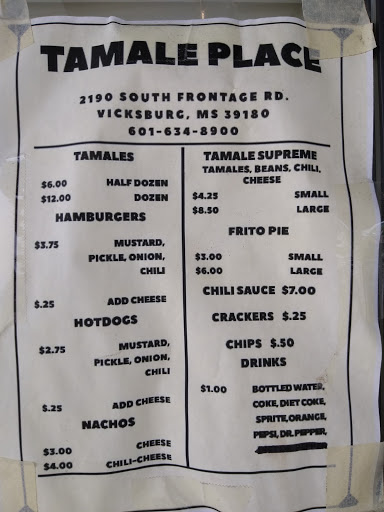 TAMALE PLACE
2190 SOUTH FRONTAGE RD.
VICKSBURG, MS 39180
601-634-8900
TAMALES
$6.00 HALF DOZEN
$12.00 DOZEN
HAMBURGERS
$3.75 MUSTARD,
PICKLE, ONION,
CHILI
$.25 ADD CHEESE
HOTDOGS
$2.75 MUSTARD,
PICKLE, ONION,
CHILI
$.25 ADD CHEESE
NACHOS
$3.00 CHEESE
$4.00 CHILI-CHEESE
TAMALE SUPREME
TAMALES, BEANS, CHILI,
CHEESE
$4.25 SMALL
$8.50 LARGE
FRITO PIE
$3.00 SMALL
$6.00 LARGE
CHILI SAUCE $7.00
CRACKERS $.25
CHIPS $.50
DRINKS
$1.00 BOTTLED WATER,
COKE, DIET COKE,
SPRITE, ORANGE,
PEPSI, DR. PEPPER,